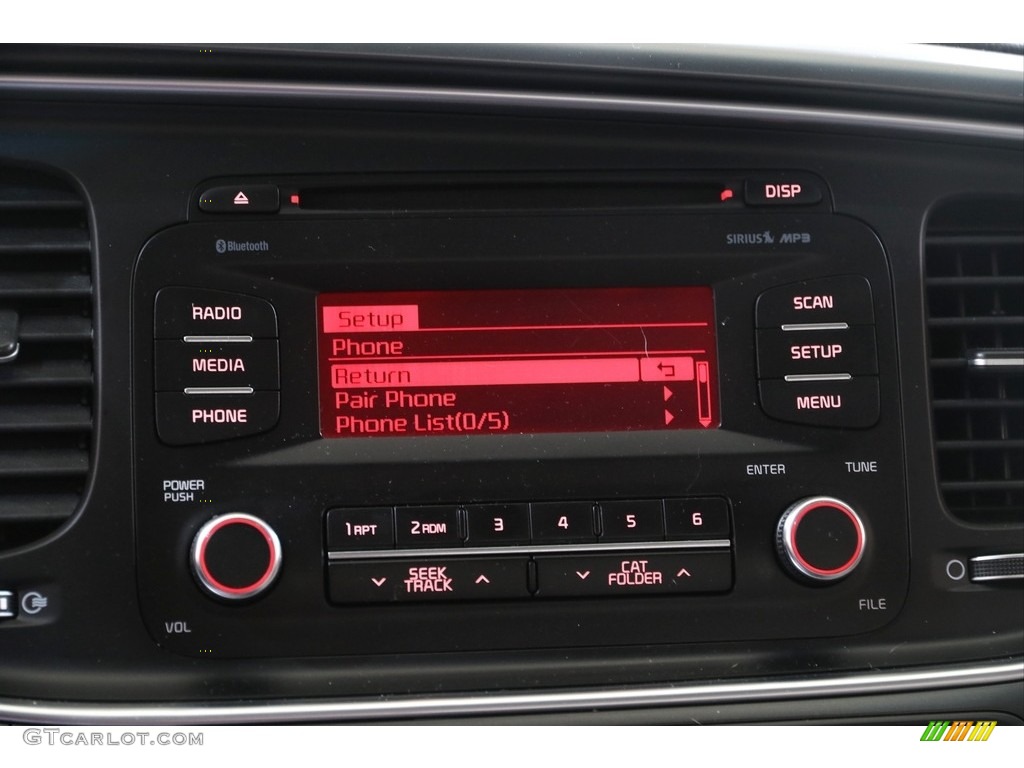 DISP
Bluetooth
SIRIUS MP3
RADIO
MEDIA
PHONE
Setup
Phone
Return
Pair Phone
Phone List(0/5)
SCAN
SETUP
MENU
POWER
PUSH
VOL
1 RPT
2 RDM
3
4
5
6
SEEK
TRACK
CAT
FOLDER
ENTER
TUNE
FILE
GTCARLOT.COM